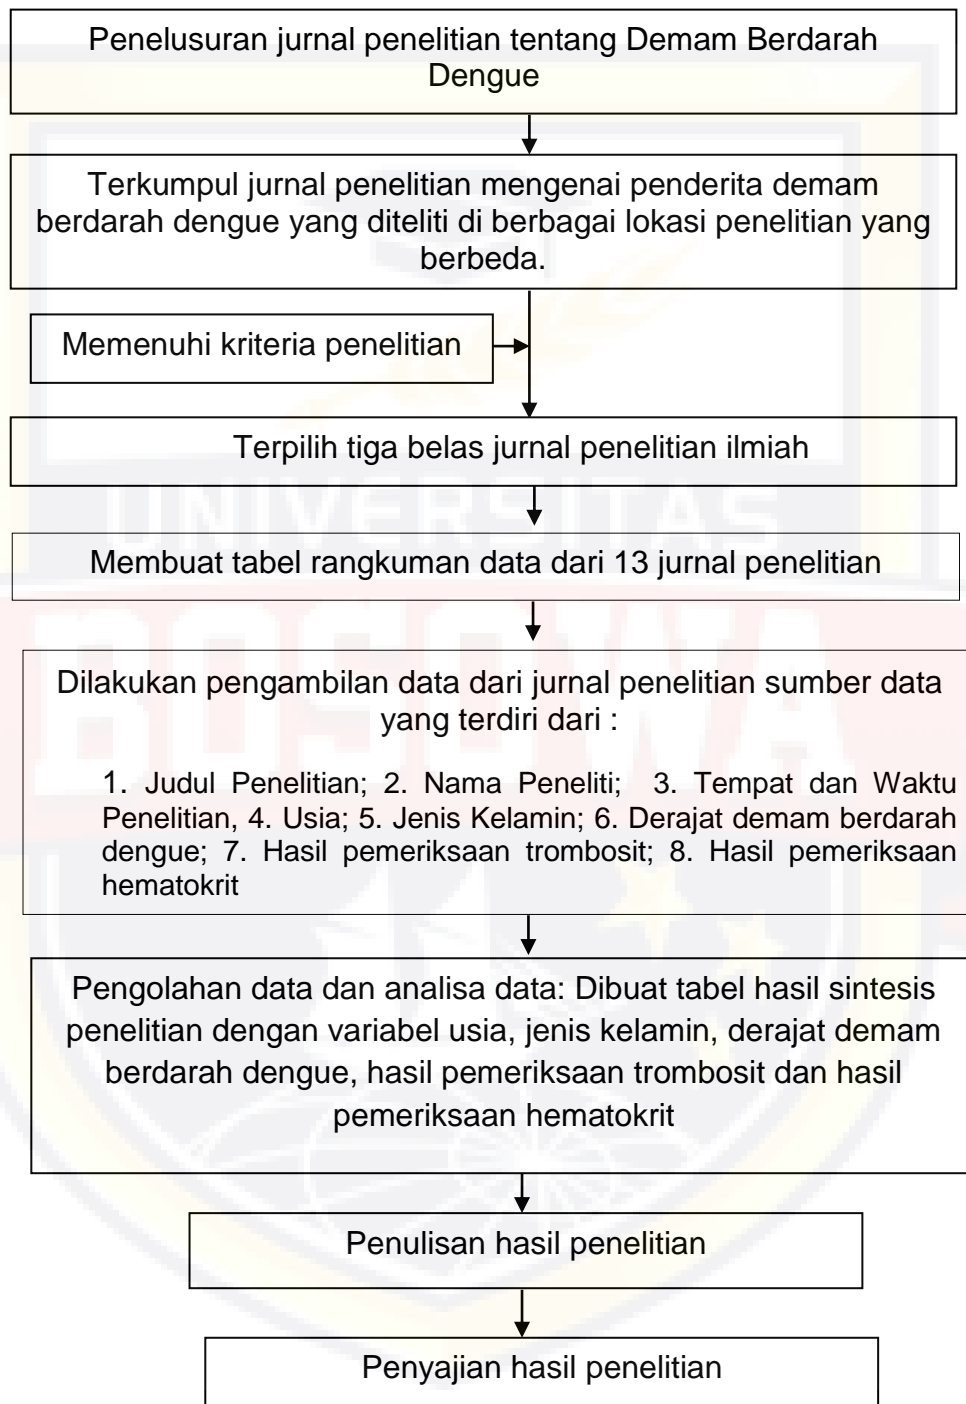 Penelusuran jurnal penelitian tentang Demam Berdarah
Dengue
Terkumpul jurnal penelitian mengenai penderita demam
berdarah dengue yang diteliti di berbagai lokasi penelitian yang
berbeda.
Memenuhi kriteria penelitian
Terpilih tiga belas jurnal penelitian ilmiah
UNIVERSITAS
Membuat tabel rangkuman data dari 13 jurnal penelitian
BOSOWA
Dilakukan pengambilan data dari jurnal penelitian sumber data
yang terdiri dari :
1. Judul Penelitian; 2. Nama Peneliti; 3. Tempat dan Waktu
Penelitian, 4. Usia; 5. Jenis Kelamin; 6. Derajat demam berdarah
dengue; 7. Hasil pemeriksaan trombosit; 8. Hasil pemeriksaan
hematokrit
Pengolahan data dan analisa data: Dibuat tabel hasil sintesis
penelitian dengan variabel usia, jenis kelamin, derajat demam
berdarah dengue, hasil pemeriksaan trombosit dan hasil
pemeriksaan hematokrit
Penulisan hasil penelitian
Penyajian hasil penelitian